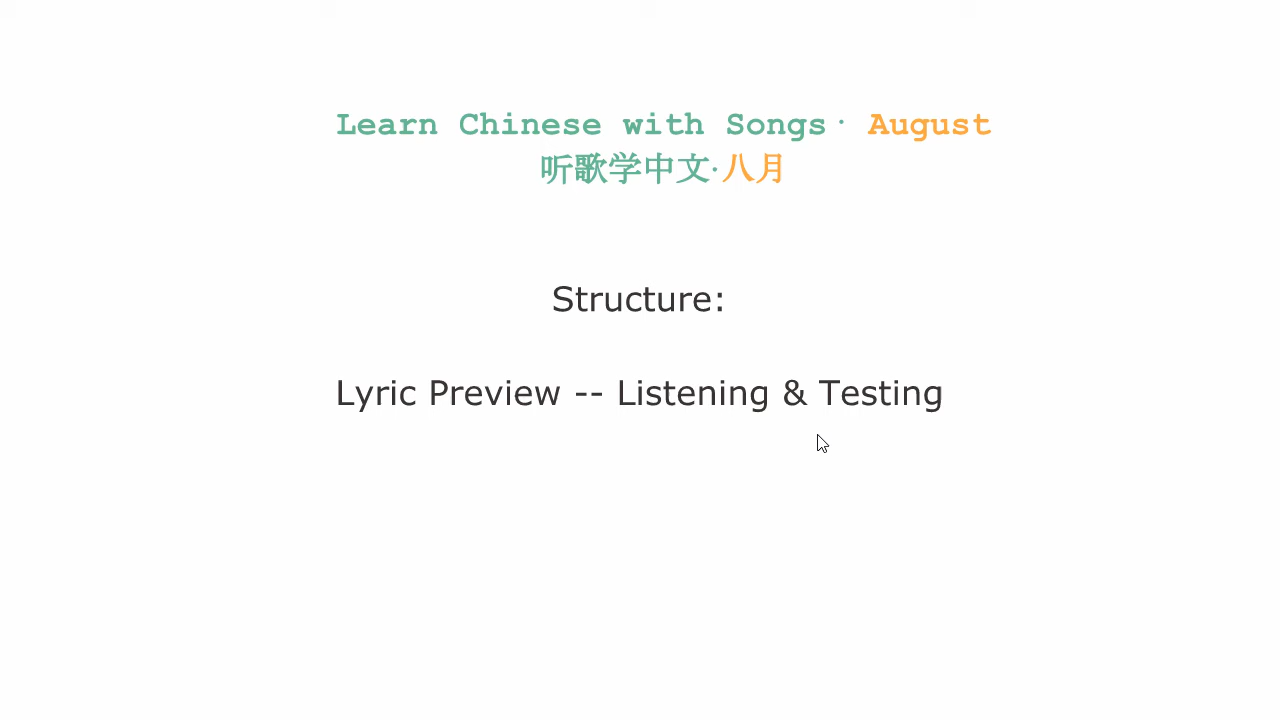 Learn Chinese with Songs· August
听歌学中文·八月
Structure:
Lyric Preview -- Listening & Testing